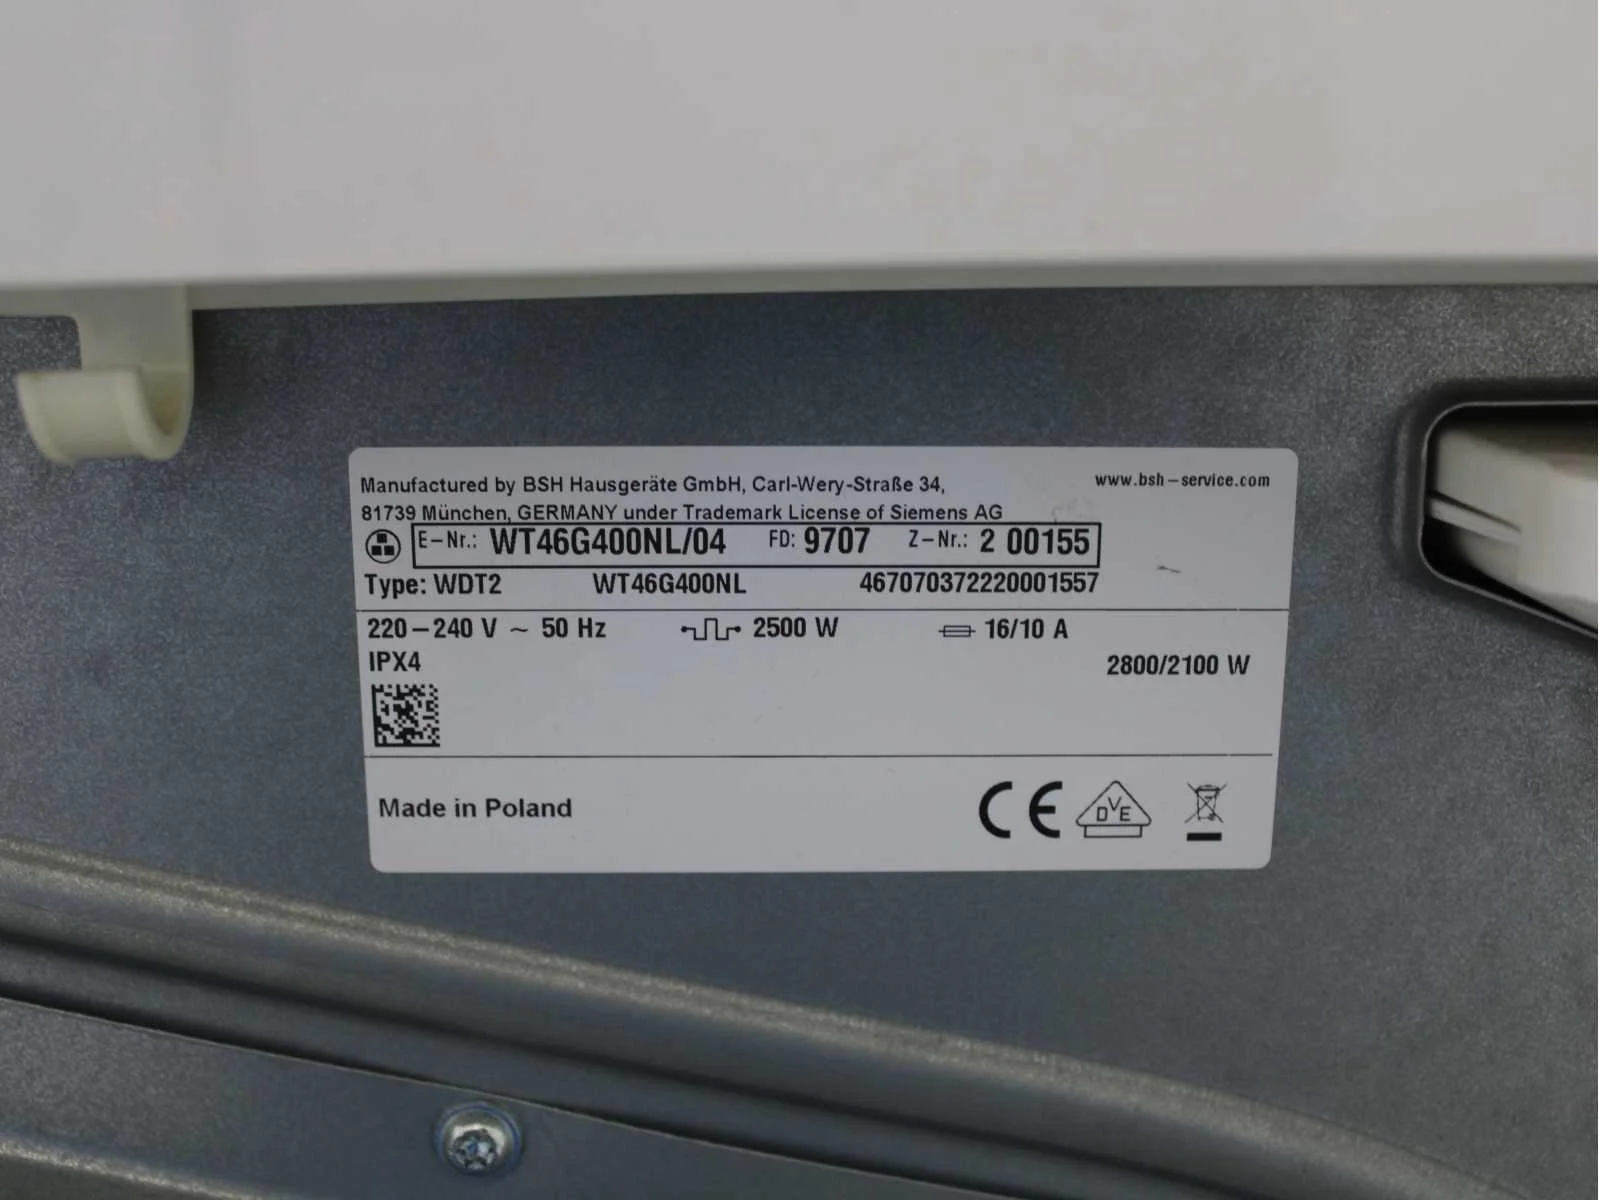 Manufactured by BSH Hausgeräte GmbH, Carl-Wery-Straße 34,
www.bsh-service.com
81739 München, GERMANY under Trademark License of Siemens AG
E-Nr.: WT46G400NL/04 FD: 9707 Z-Nr.: 2 00155
Type: WDT2 WT46G400NL 467070372220001557
220-240 V ~ 50 Hz 2500 W 16/10 A
IPX4 2800/2100 W
Made in Poland
CE DVE